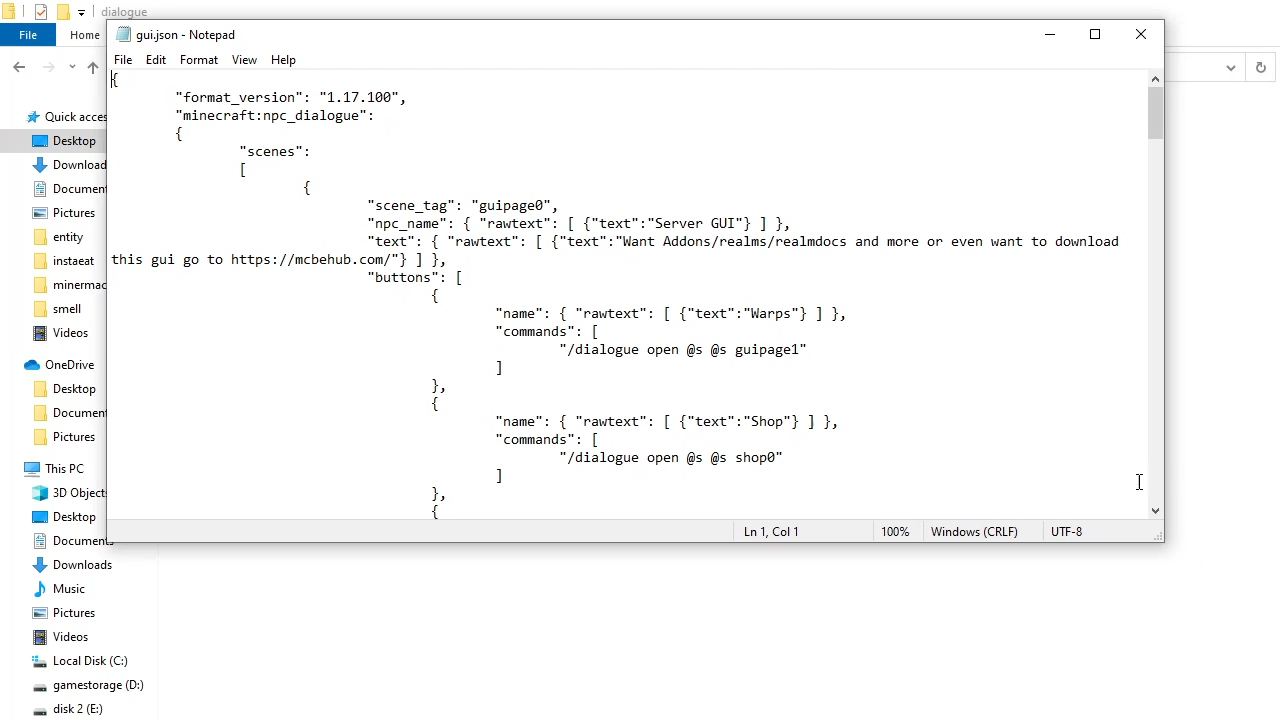 dialogue
gui.json - Notepad
File Home
File Edit Format View Help
{
"format_version": "1.17.100",
"minecraft:npc_dialogue":
{
"scenes":
[
{
"scene_tag": "guipage0",
"npc_name": { "rawtext": [ {"text":"Server GUI"} ] },
"text": { "rawtext": [ {"text":"Want Addons/realms/realmdocs and more or even want to download
this gui go to https://mcbehub.com/"} ] },
"buttons": [
{
"name": { "rawtext": [ {"text":"Warps"} ] },
"commands": [
"/dialogue open @s @s guipage1"
]
},
{
"name": { "rawtext": [ {"text":"Shop"} ] },
"commands": [
"/dialogue open @s @s shop0"
]
},
{
Ln 1, Col 1 100% Windows (CRLF) UTF-8
Quick acces
Desktop
Download
Document
Pictures
entity
instaeat
minermac
smell
Videos
OneDrive
Desktop
Document
Pictures
This PC
3D Objects
Desktop
Documents
Downloads
Music
Pictures
Videos
Local Disk (C:)
gamestorage (D:)
disk 2 (E:)